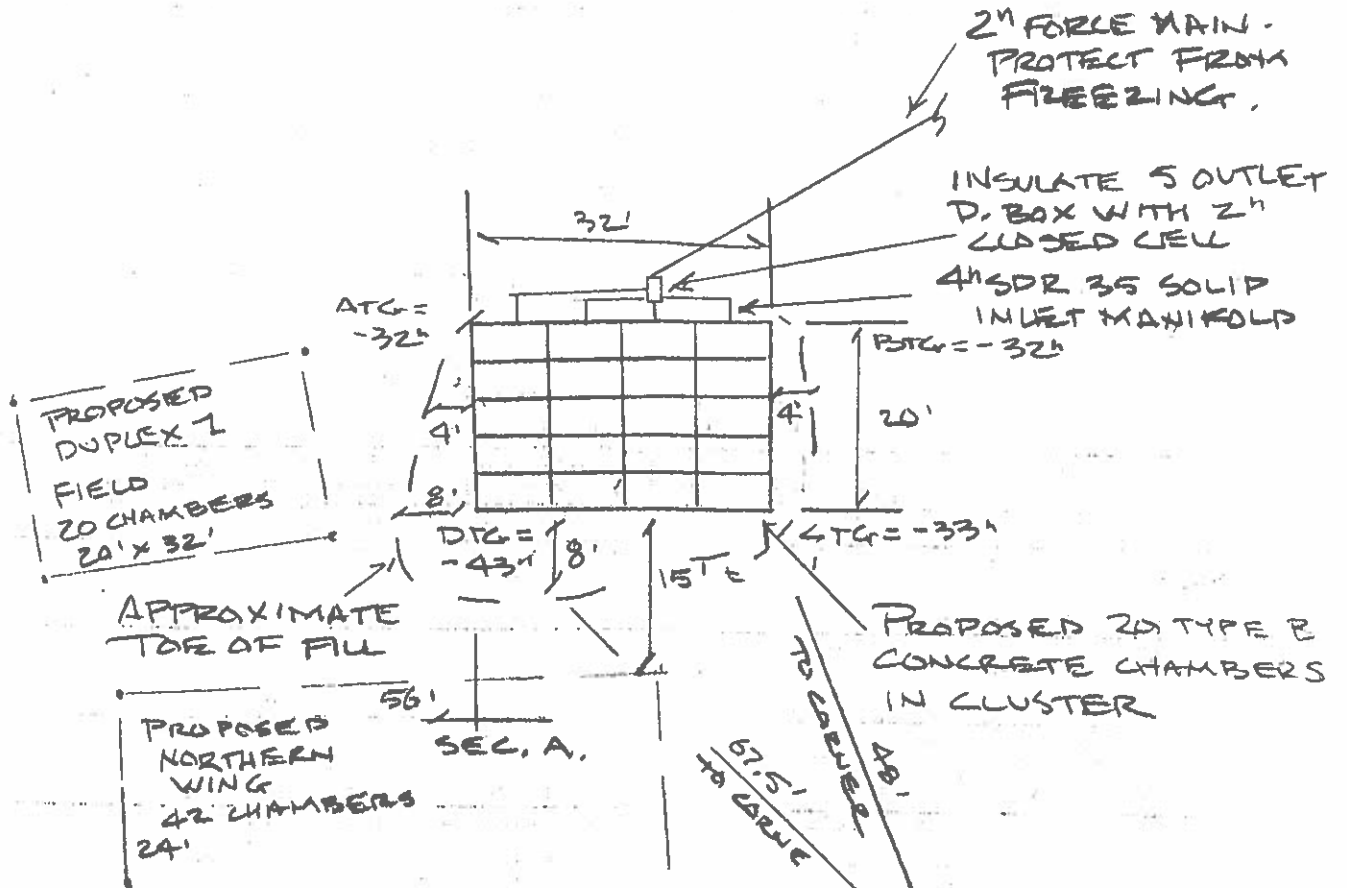 2" FORCE MAIN.
PROTECT FROM
FREEZING.
INSULATE 5 OUTLET
D. BOX WITH 2"
CLOSED CELL
4" SDR 35 SOLID
INLET MANIFOLD
32'
ATG =
-32"
BTG = -32"
4'
4'
20'
PROPOSED
DUPLEX 1
FIELD
20 CHAMBERS
20' X 32'
8'
DTG =
-43"
8'
15'
CTG = -33"
APPROXIMATE
TOE OF FILL
PROPOSED 20 TYPE B
CONCRETE CHAMBERS
IN CLUSTER
56'
SEC. A.
PROPOSED
NORTHERN
WING
42 CHAMBERS
24'
67.5'
TO CORNE
48'
TO CORNER